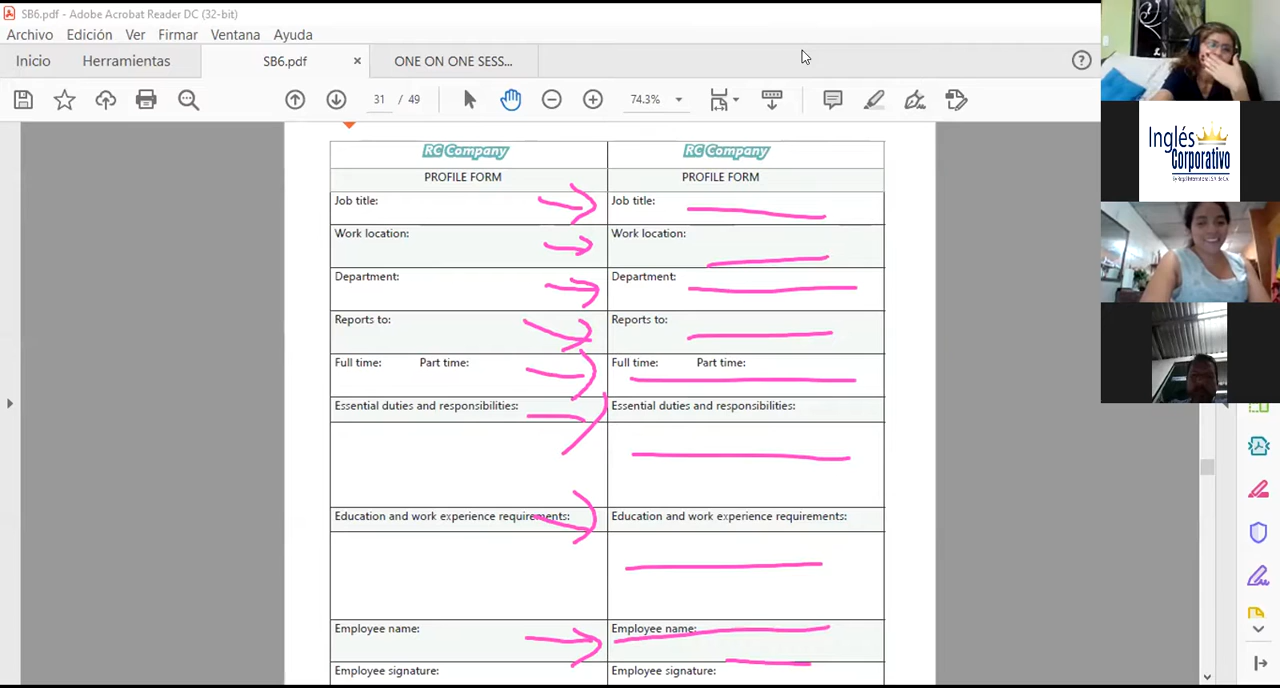 SB6.pdf - Adobe Acrobat Reader DC (32-bit)
Archivo Edición Ver Firmar Ventana Ayuda
Inicio Herramientas SB6.pdf × ONE ON ONE SESS... ?
31 / 49 74.3%
RC Company RC Company
PROFILE FORM PROFILE FORM
Job title: Job title:
Work location: Work location:
Department: Department:
Reports to: Reports to:
Full time: Part time: Full time: Part time:
Essential duties and responsibilities: Essential duties and responsibilities:
Education and work experience requirements: Education and work experience requirements:
Employee name: Employee name:
Employee signature: Employee signature:
Inglés
Corporativo